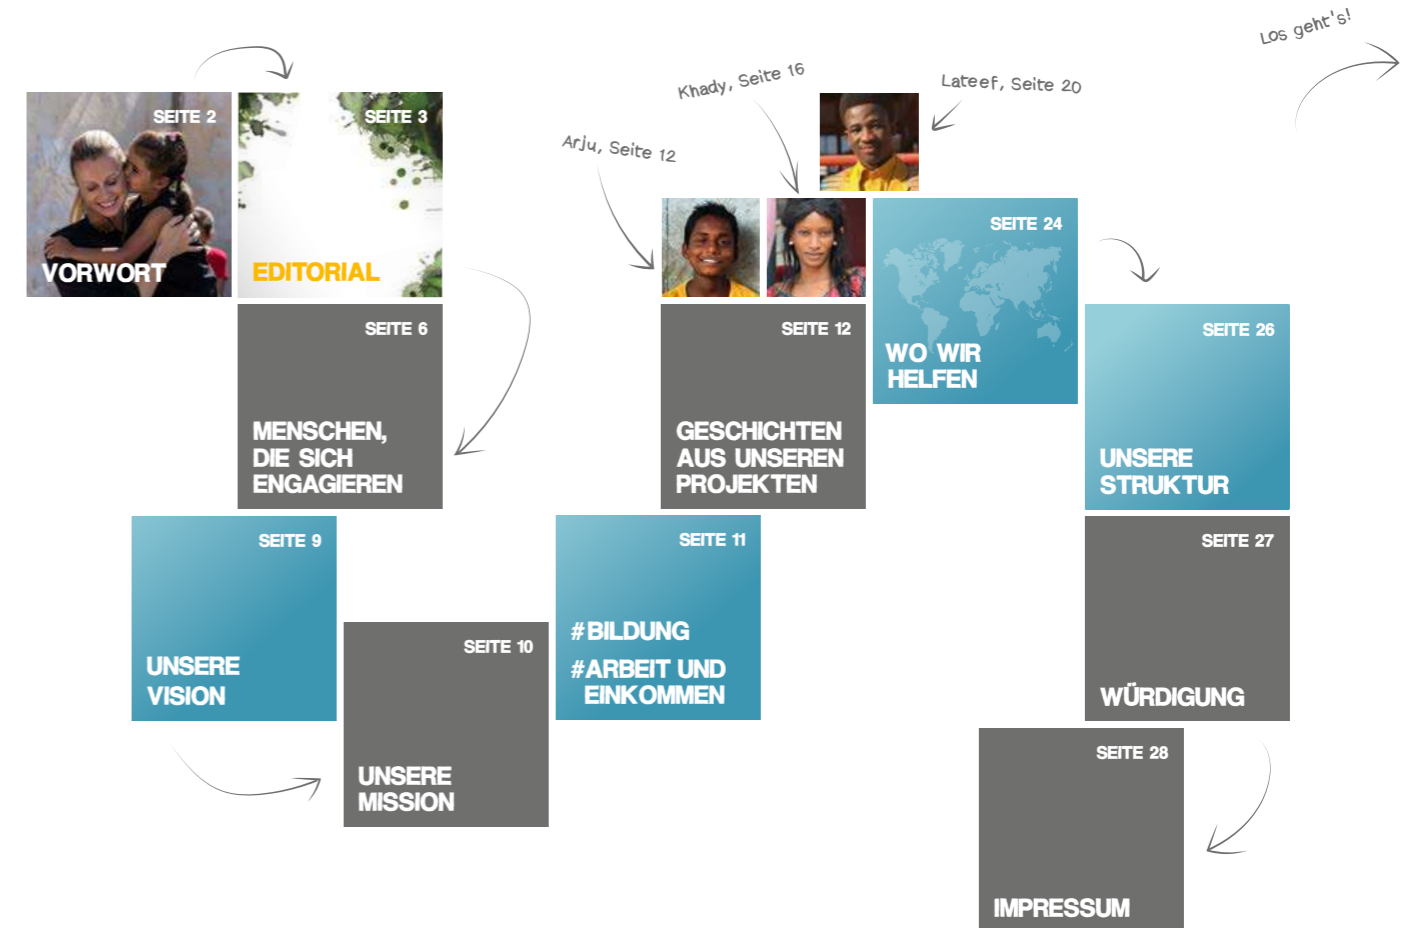 Los geht's!
SEITE 2
VORWORT
SEITE 3
EDITORIAL
SEITE 6
MENSCHEN,
DIE SICH
ENGAGIEREN
SEITE 9
UNSERE
VISION
SEITE 10
UNSERE
MISSION
SEITE 11
#BILDUNG
#ARBEIT UND
EINKOMMEN
Arju, Seite 12
Khady, Seite 16
Lateef, Seite 20
SEITE 12
GESCHICHTEN
AUS UNSEREN
PROJEKTEN
SEITE 24
WO WIR
HELFEN
SEITE 26
UNSERE
STRUKTUR
SEITE 27
WÜRDIGUNG
SEITE 28
IMPRESSUM